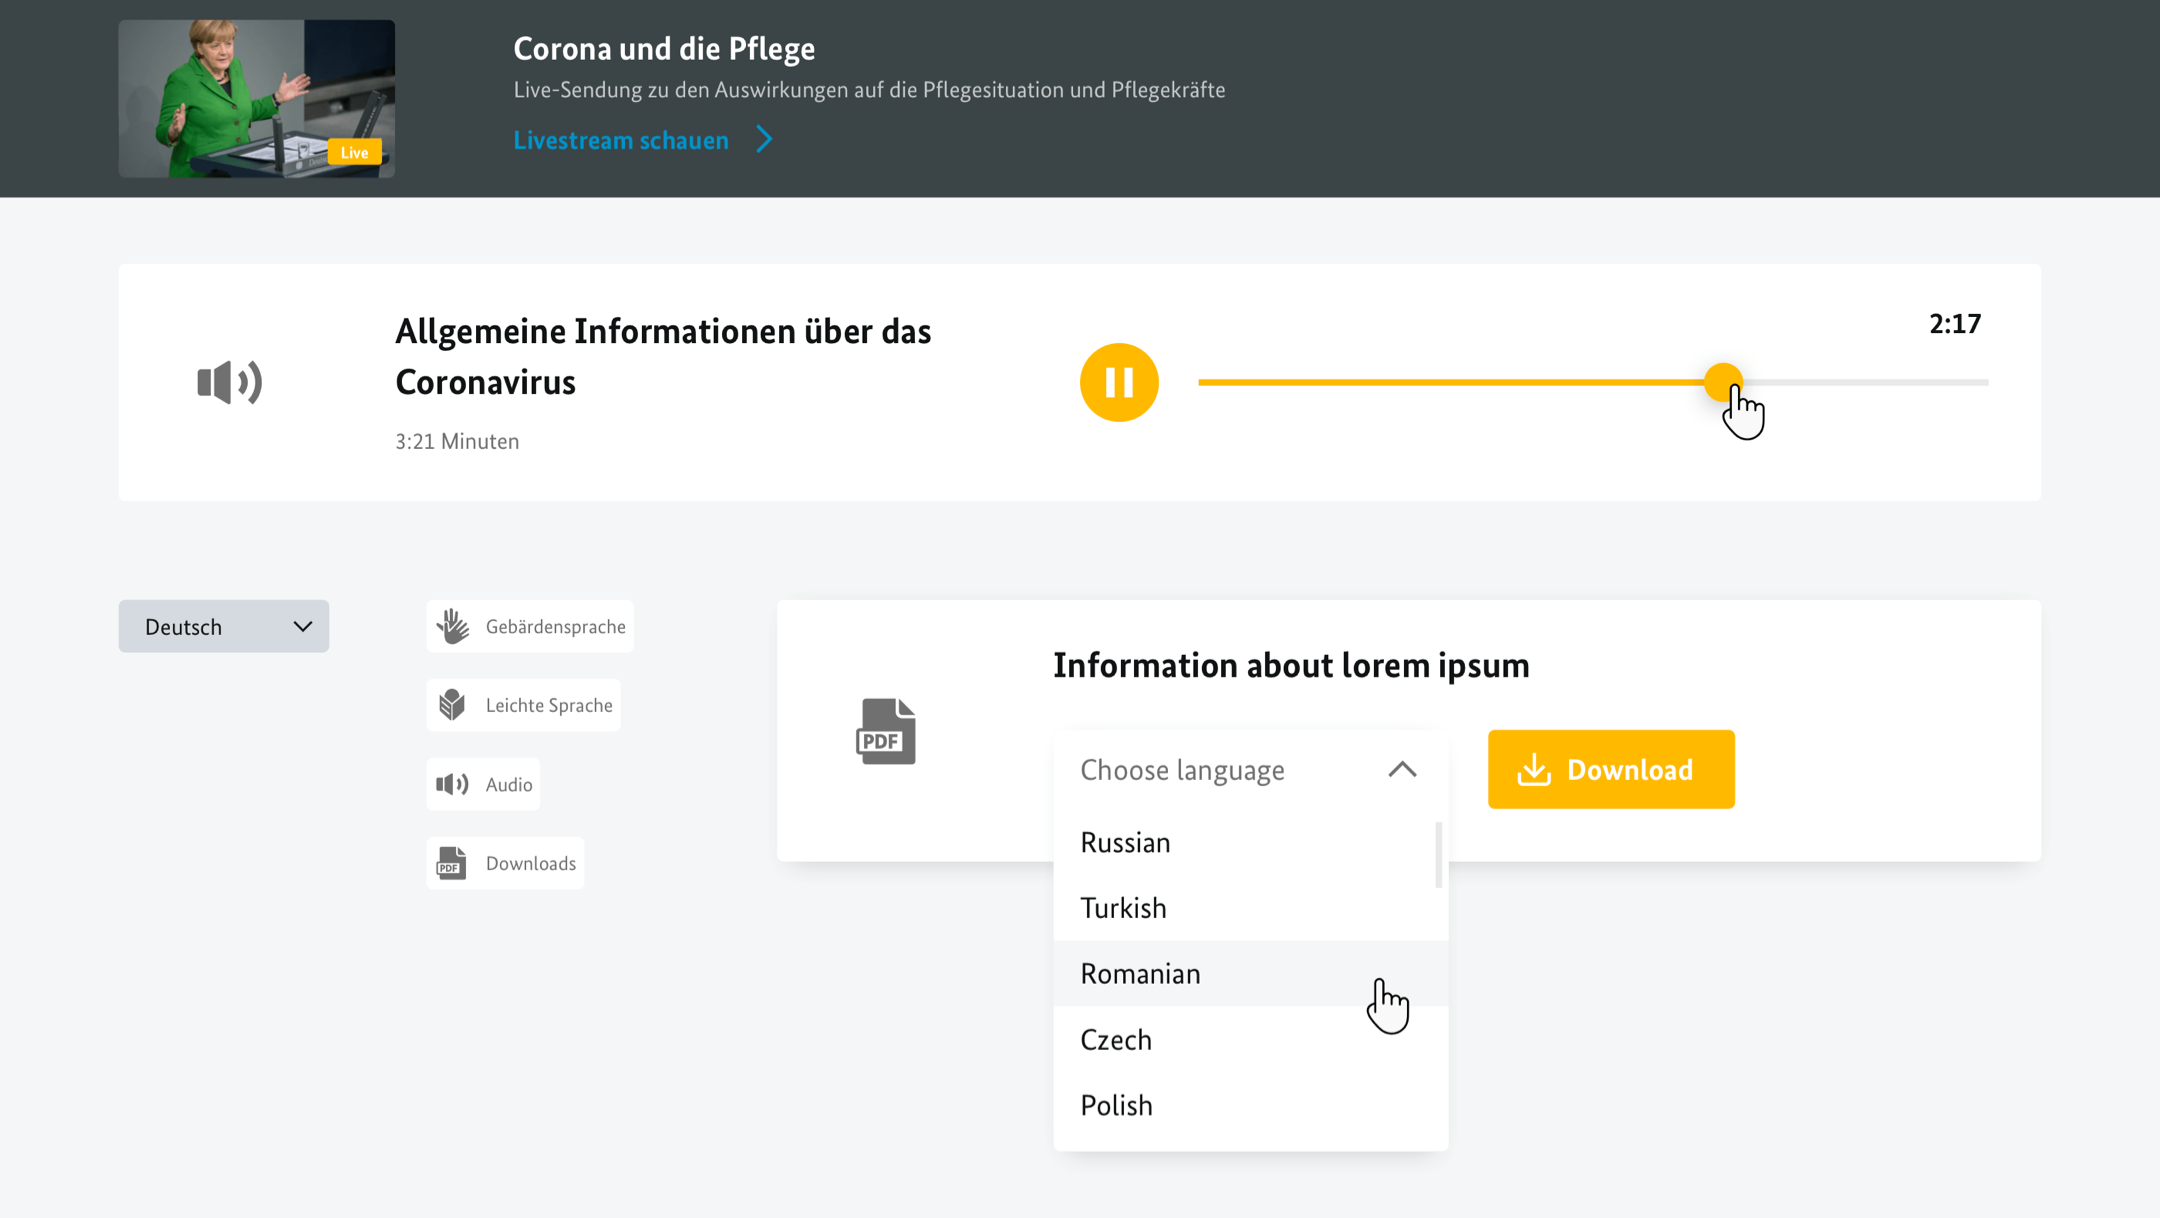 Corona und die Pflege
Live-Sendung zu den Auswirkungen auf die Pflegesituation und Pflegekräfte
Livestream schauen
Live
Allgemeine Informationen über das
Coronavirus
3:21 Minuten
2:17
Deutsch
Gebärdensprache
Leichte Sprache
Audio
PDF
Downloads
Information about lorem ipsum
PDF
Choose language
Download
Russian
Turkish
Romanian
Czech
Polish